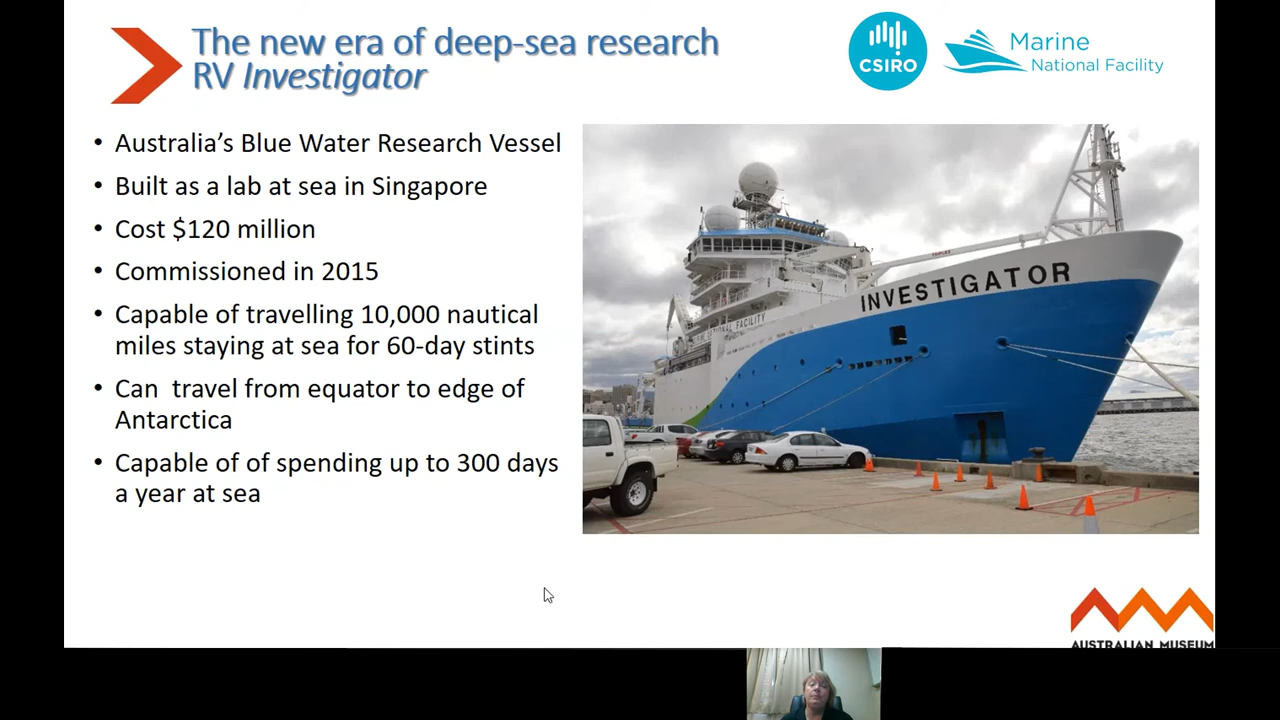 The new era of deep-sea research
RV Investigator
CSIRO
Marine
National Facility
• Australia's Blue Water Research Vessel
• Built as a lab at sea in Singapore
• Cost $120 million
• Commissioned in 2015
• Capable of travelling 10,000 nautical
miles staying at sea for 60-day stints
• Can  travel from equator to edge of
Antarctica
• Capable of of spending up to 300 days
a year at sea
INVESTIGATOR
NATIONAL FACILITY
AUSTRALIAN MUSEUM